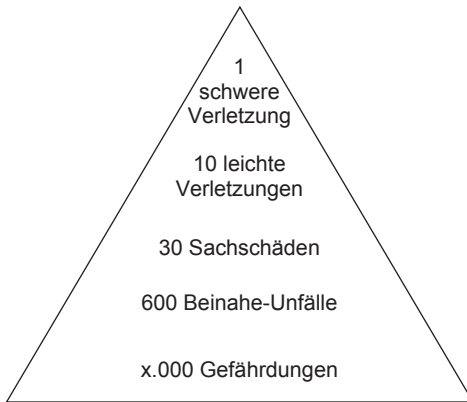 1
schwere
Verletzung
10 leichte
Verletzungen
30 Sachschäden
600 Beinahe-Unfälle
x.000 Gefährdungen